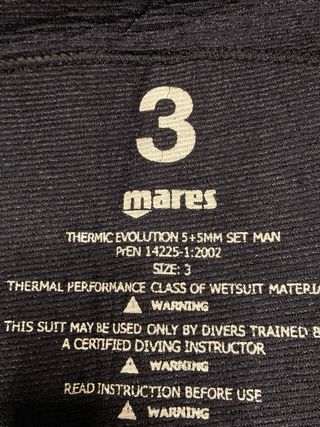 3
mares
THERMIC EVOLUTION 5+5MM SET MAN
PrEN 14225-1:2002
SIZE: 3
THERMAL PERFORMANCE CLASS OF WETSUIT
WARNING
THIS SUIT MAY BE USED ONLY BY DIVERS TRAINED
A CERTIFIED DIVING INSTRUCTOR
WARNING
READ INSTRUCTION BEFORE USE
WARNING